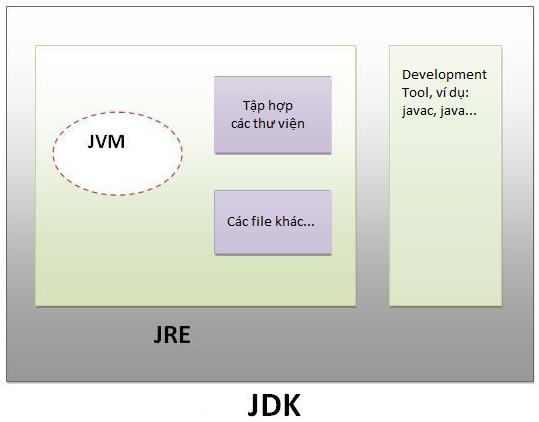 JVM
Tập hợp
các thư viện
Các file khác...
Development
Tool, ví dụ:
javac, java...
JRE
JDK